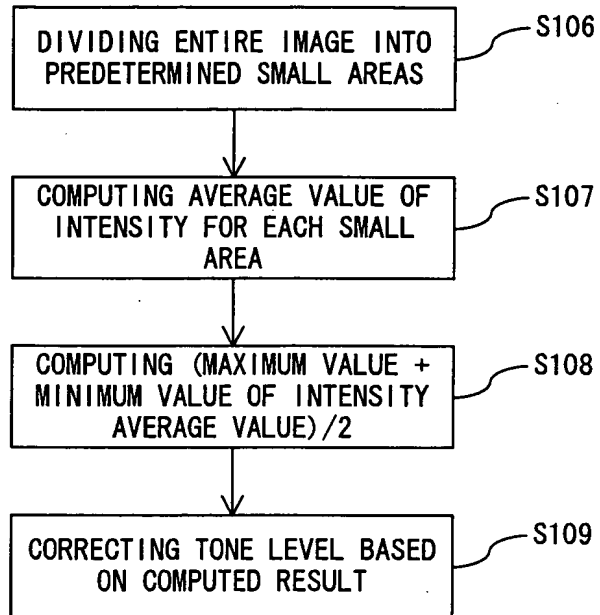 DIVIDING ENTIRE IMAGE INTO
PREDETERMINED SMALL AREAS
S106
COMPUTING AVERAGE VALUE OF
INTENSITY FOR EACH SMALL
AREA
S107
COMPUTING (MAXIMUM VALUE +
MINIMUM VALUE OF INTENSITY
AVERAGE VALUE)/2
S108
CORRECTING TONE LEVEL BASED
ON COMPUTED RESULT
S109